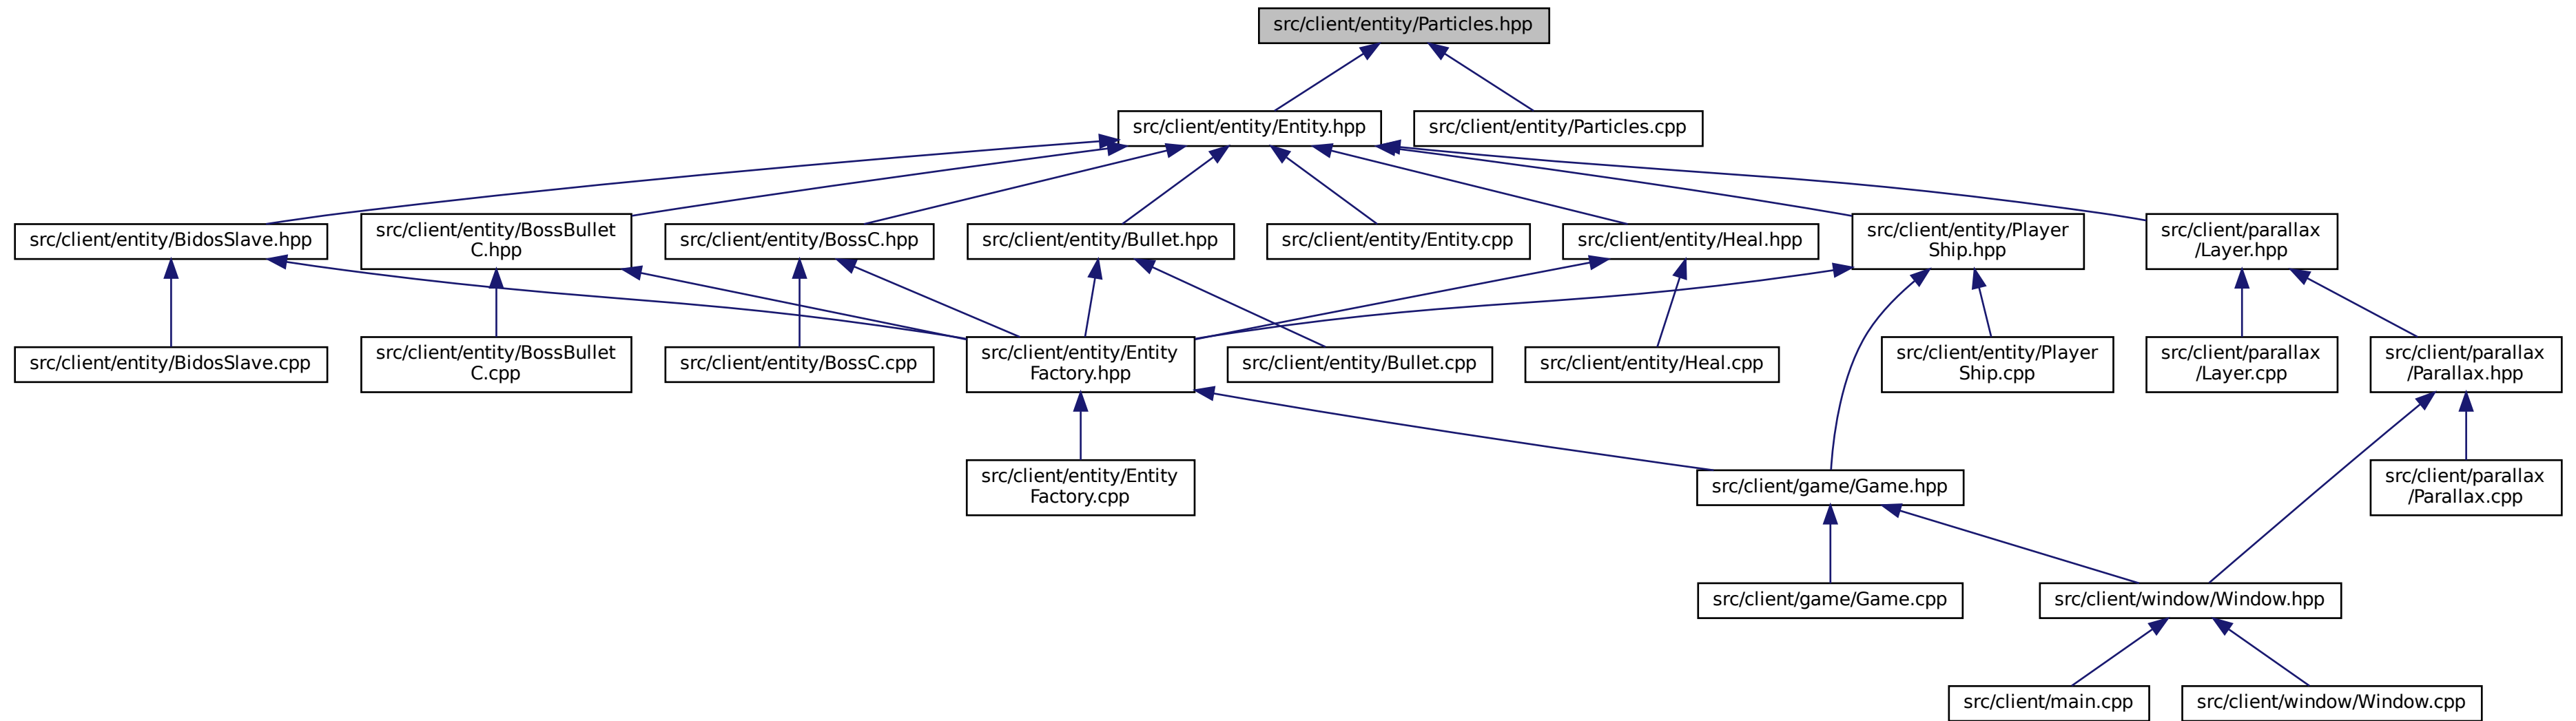 src/client/entity/Particles.hpp
src/client/entity/Entity.hpp
src/client/entity/Particles.cpp
src/client/entity/BidosSlave.hpp
src/client/entity/BossBullet
C.hpp
src/client/entity/BossC.hpp
src/client/entity/Bullet.hpp
src/client/entity/Entity.cpp
src/client/entity/Heal.hpp
src/client/entity/Player
Ship.hpp
src/client/parallax
/Layer.hpp
src/client/entity/BidosSlave.cpp
src/client/entity/BossBullet
C.cpp
src/client/entity/BossC.cpp
src/client/entity/Entity
Factory.hpp
src/client/entity/Bullet.cpp
src/client/entity/Heal.cpp
src/client/entity/Player
Ship.cpp
src/client/parallax
/Layer.cpp
src/client/parallax
/Parallax.hpp
src/client/entity/Entity
Factory.cpp
src/client/game/Game.hpp
src/client/parallax
/Parallax.cpp
src/client/game/Game.cpp
src/client/window/Window.hpp
src/client/main.cpp
src/client/window/Window.cpp